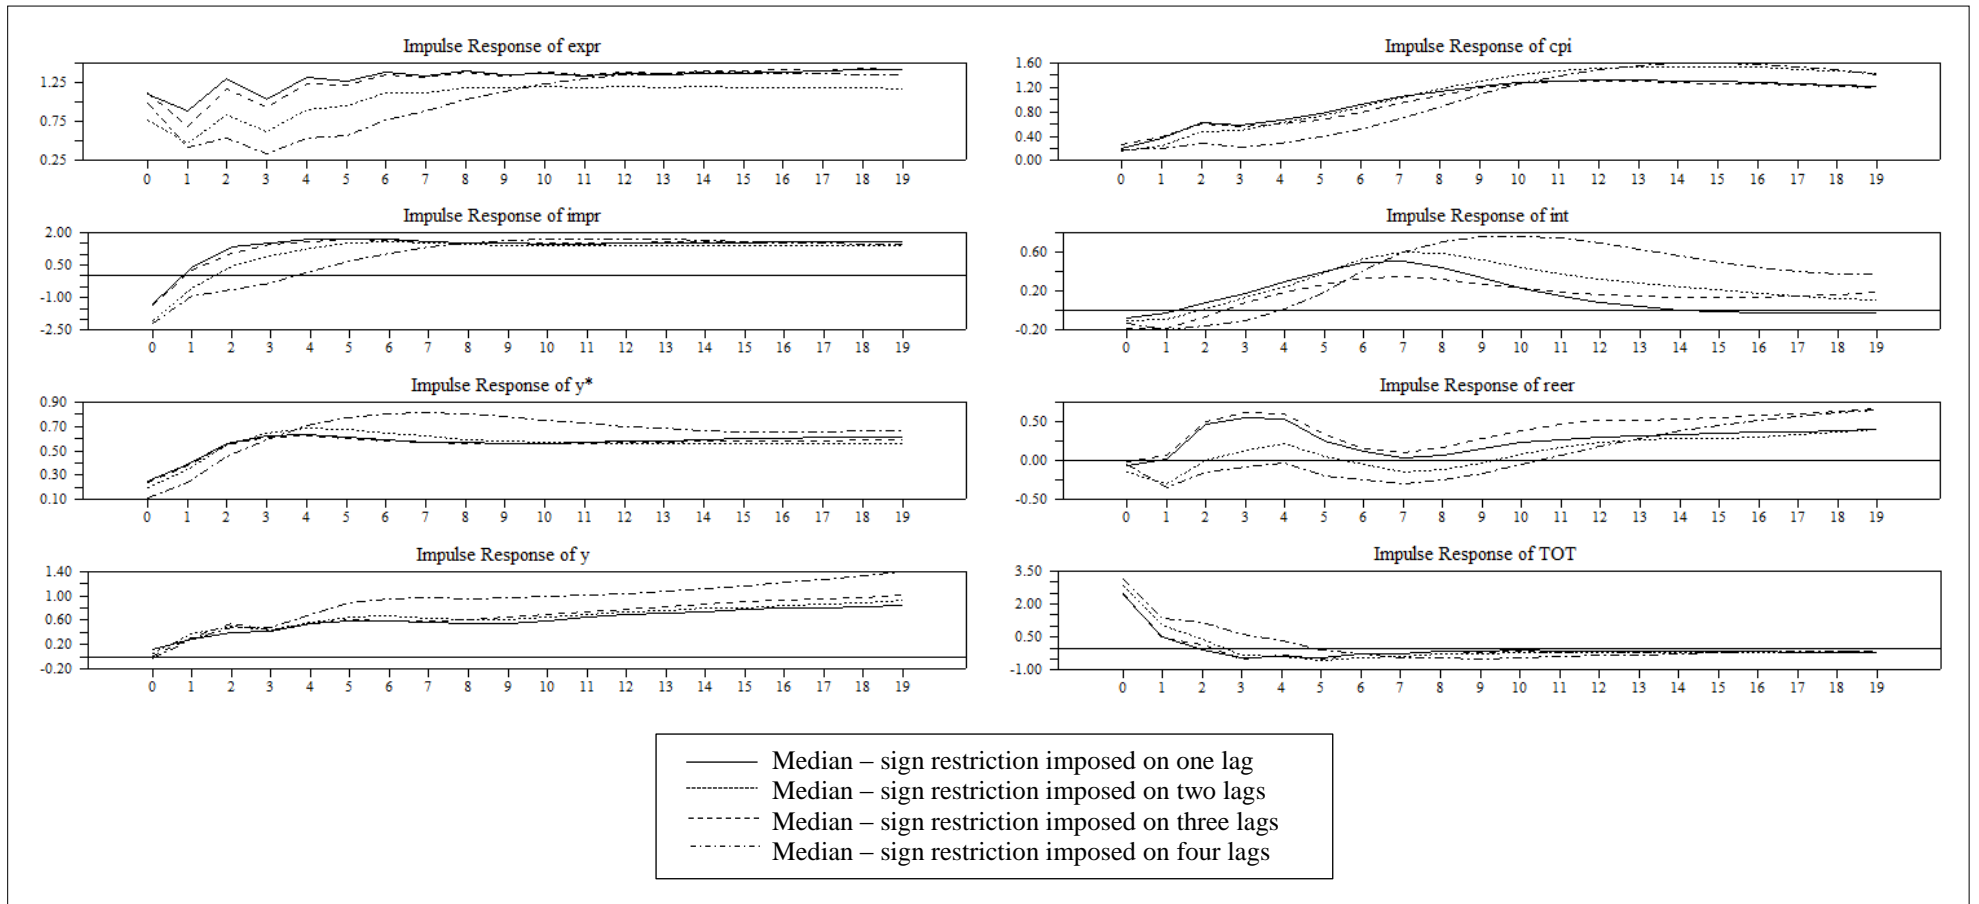 Impulse Response of expr
1.25
0.75
0.25
0 1 2 3 4 5 6 7 8 9 10 11 12 13 14 15 16 17 18 19
Impulse Response of impr
2.00
0.50
-1.00
-2.50
0 1 2 3 4 5 6 7 8 9 10 11 12 13 14 15 16 17 18 19
Impulse Response of y*
0.90
0.70
0.50
0.30
0.10
0 1 2 3 4 5 6 7 8 9 10 11 12 13 14 15 16 17 18 19
Impulse Response of y
1.40
1.00
0.60
0.20
-0.20
0 1 2 3 4 5 6 7 8 9 10 11 12 13 14 15 16 17 18 19
Impulse Response of cpi
1.60
1.20
0.80
0.40
0.00
0 1 2 3 4 5 6 7 8 9 10 11 12 13 14 15 16 17 18 19
Impulse Response of int
0.60
0.20
-0.20
0 1 2 3 4 5 6 7 8 9 10 11 12 13 14 15 16 17 18 19
Impulse Response of reer
0.50
0.00
-0.50
0 1 2 3 4 5 6 7 8 9 10 11 12 13 14 15 16 17 18 19
Impulse Response of TOT
3.50
2.00
0.50
-1.00
0 1 2 3 4 5 6 7 8 9 10 11 12 13 14 15 16 17 18 19
Median – sign restriction imposed on one lag
Median – sign restriction imposed on two lags
Median – sign restriction imposed on three lags
Median – sign restriction imposed on four lags